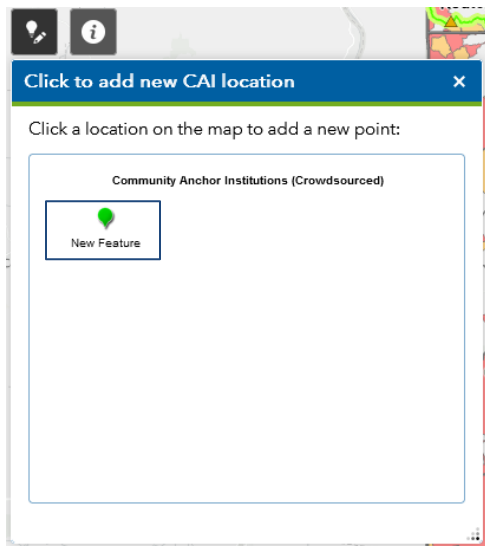 Click to add new CAI location
Click a location on the map to add a new point:
Community Anchor Institutions (Crowdsourced)
New Feature